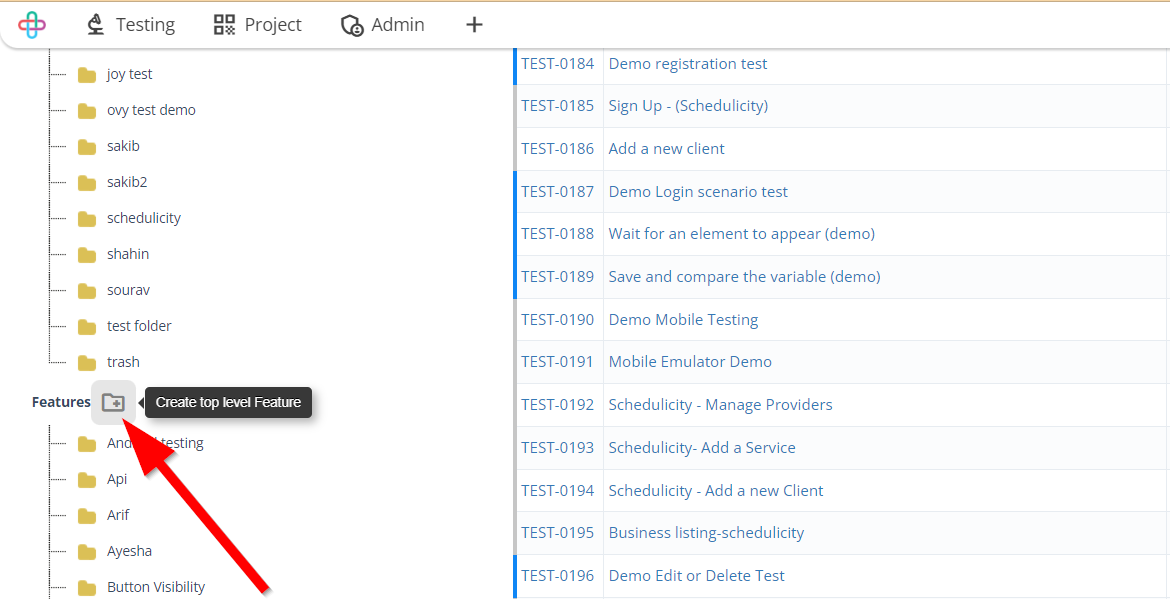 Testing Project Admin
joy test
ovy test demo
sakib
sakib2
schedulicity
shahin
sourav
test folder
trash
Features Create top level Feature
testing
Api
Arif
Ayesha
Button Visibility
TEST-0184 Demo registration test
TEST-0185 Sign Up - (Schedulicity)
TEST-0186 Add a new client
TEST-0187 Demo Login scenario test
TEST-0188 Wait for an element to appear (demo)
TEST-0189 Save and compare the variable (demo)
TEST-0190 Demo Mobile Testing
TEST-0191 Mobile Emulator Demo
TEST-0192 Schedulicity - Manage Providers
TEST-0193 Schedulicity- Add a Service
TEST-0194 Schedulicity - Add a new Client
TEST-0195 Business listing-schedulicity
TEST-0196 Demo Edit or Delete Test